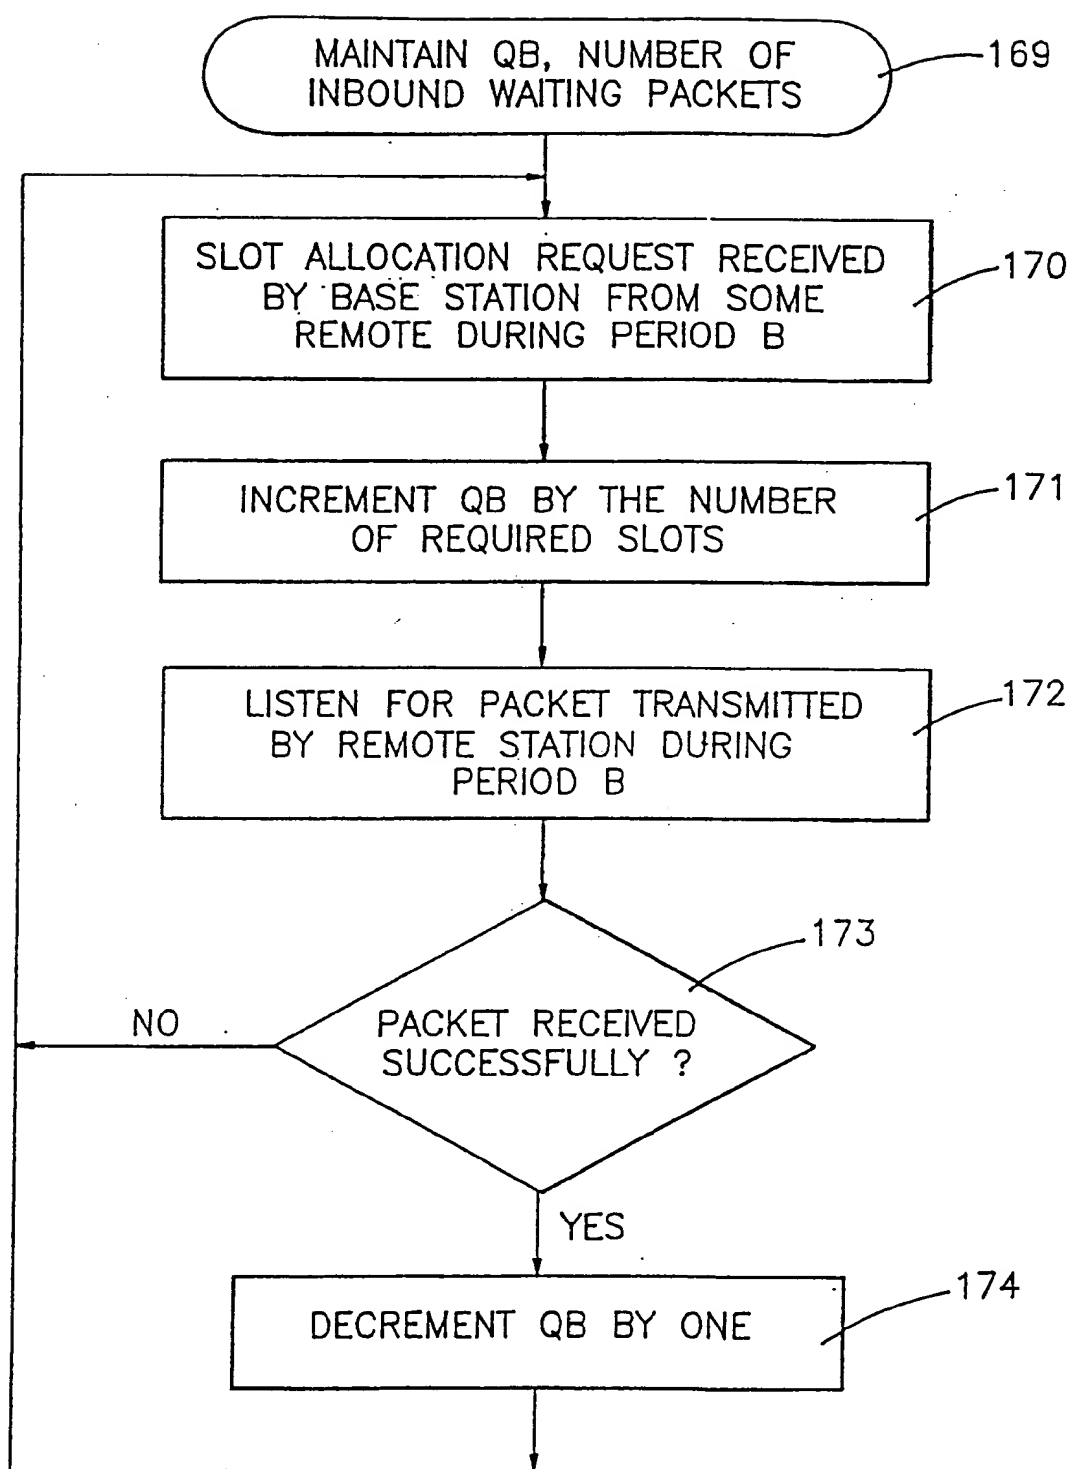 MAINTAIN QB, NUMBER OF
INBOUND WAITING PACKETS
169
SLOT ALLOCATION REQUEST RECEIVED
BY BASE STATION FROM SOME
REMOTE DURING PERIOD B
170
INCREMENT QB BY THE NUMBER
OF REQUIRED SLOTS
171
LISTEN FOR PACKET TRANSMITTED
BY REMOTE STATION DURING
PERIOD B
172
173
PACKET RECEIVED
SUCCESSFULLY ?
NO
YES
174
DECREMENT QB BY ONE